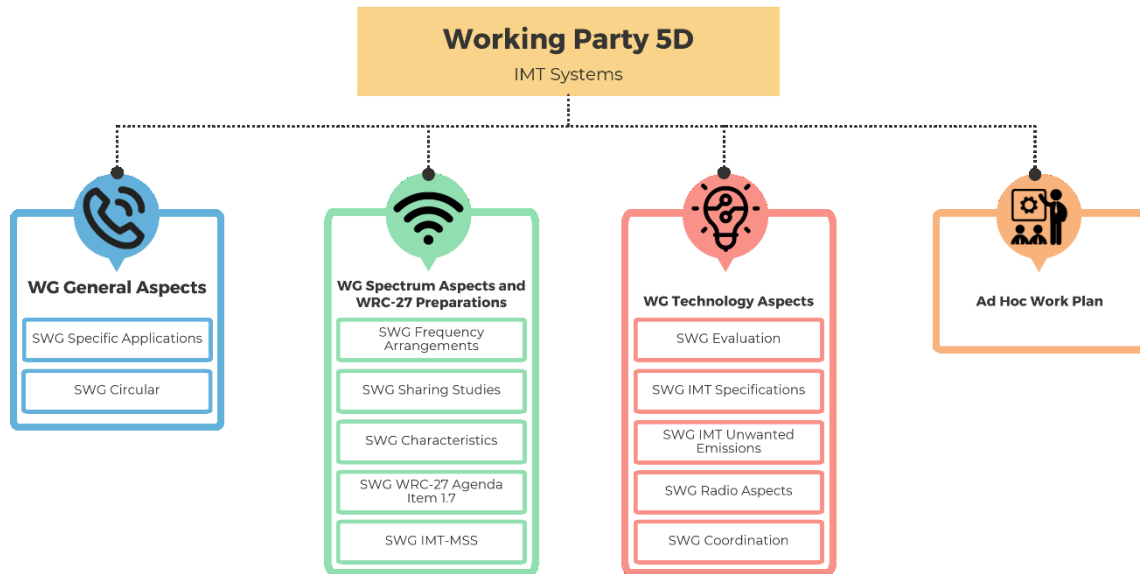 Working Party 5D
IMT Systems
WG General Aspects
SWG Specific Applications
SWG Circular
WG Spectrum Aspects and
WRC-27 Preparations
SWG Frequency
Arrangements
SWG Sharing Studies
SWG Characteristics
SWG WRC-27 Agenda
Item 1.7
SWG IMT-MSS
WG Technology Aspects
SWG Evaluation
SWG IMT Specifications
SWG IMT Unwanted
Emissions
SWG Radio Aspects
SWG Coordination
Ad Hoc Work Plan